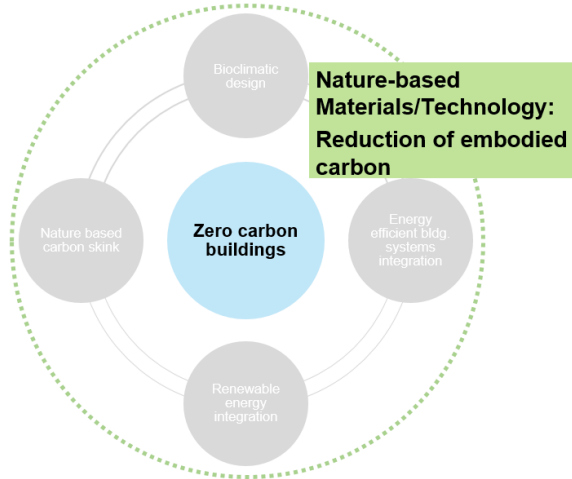 Bioclimatic
design
Nature-based
Materials/Technology:
Reduction of embodied
carbon
Nature based
carbon skink
Zero carbon
buildings
Energy
efficient bldg.
systems
integration
Renewable
energy
integration